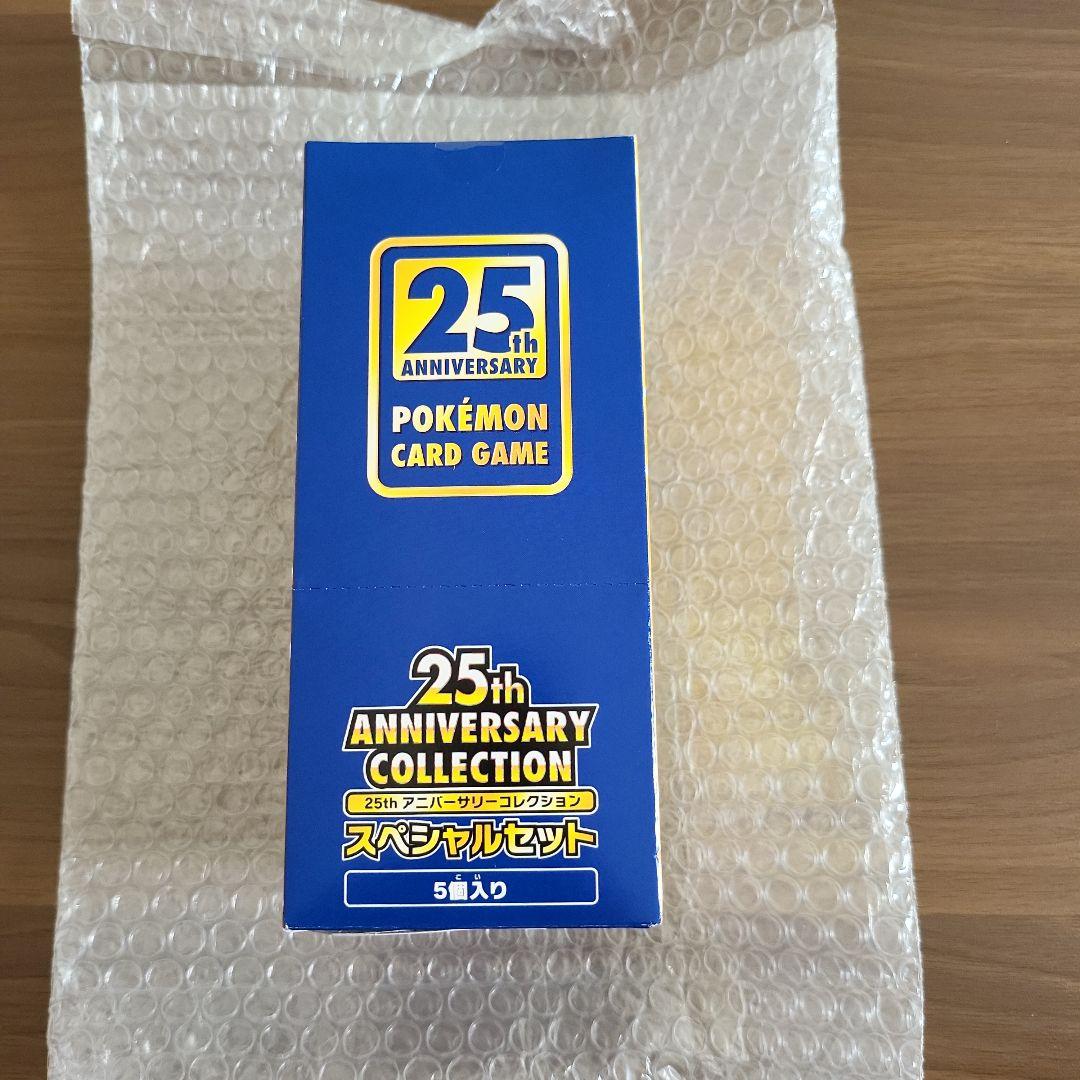 25th
ANNIVERSARY
POKÉMON
CARD GAME
25th
ANNIVERSARY
COLLECTION
25th アニバーサリーコレクション
スペシャルセット
5個入り